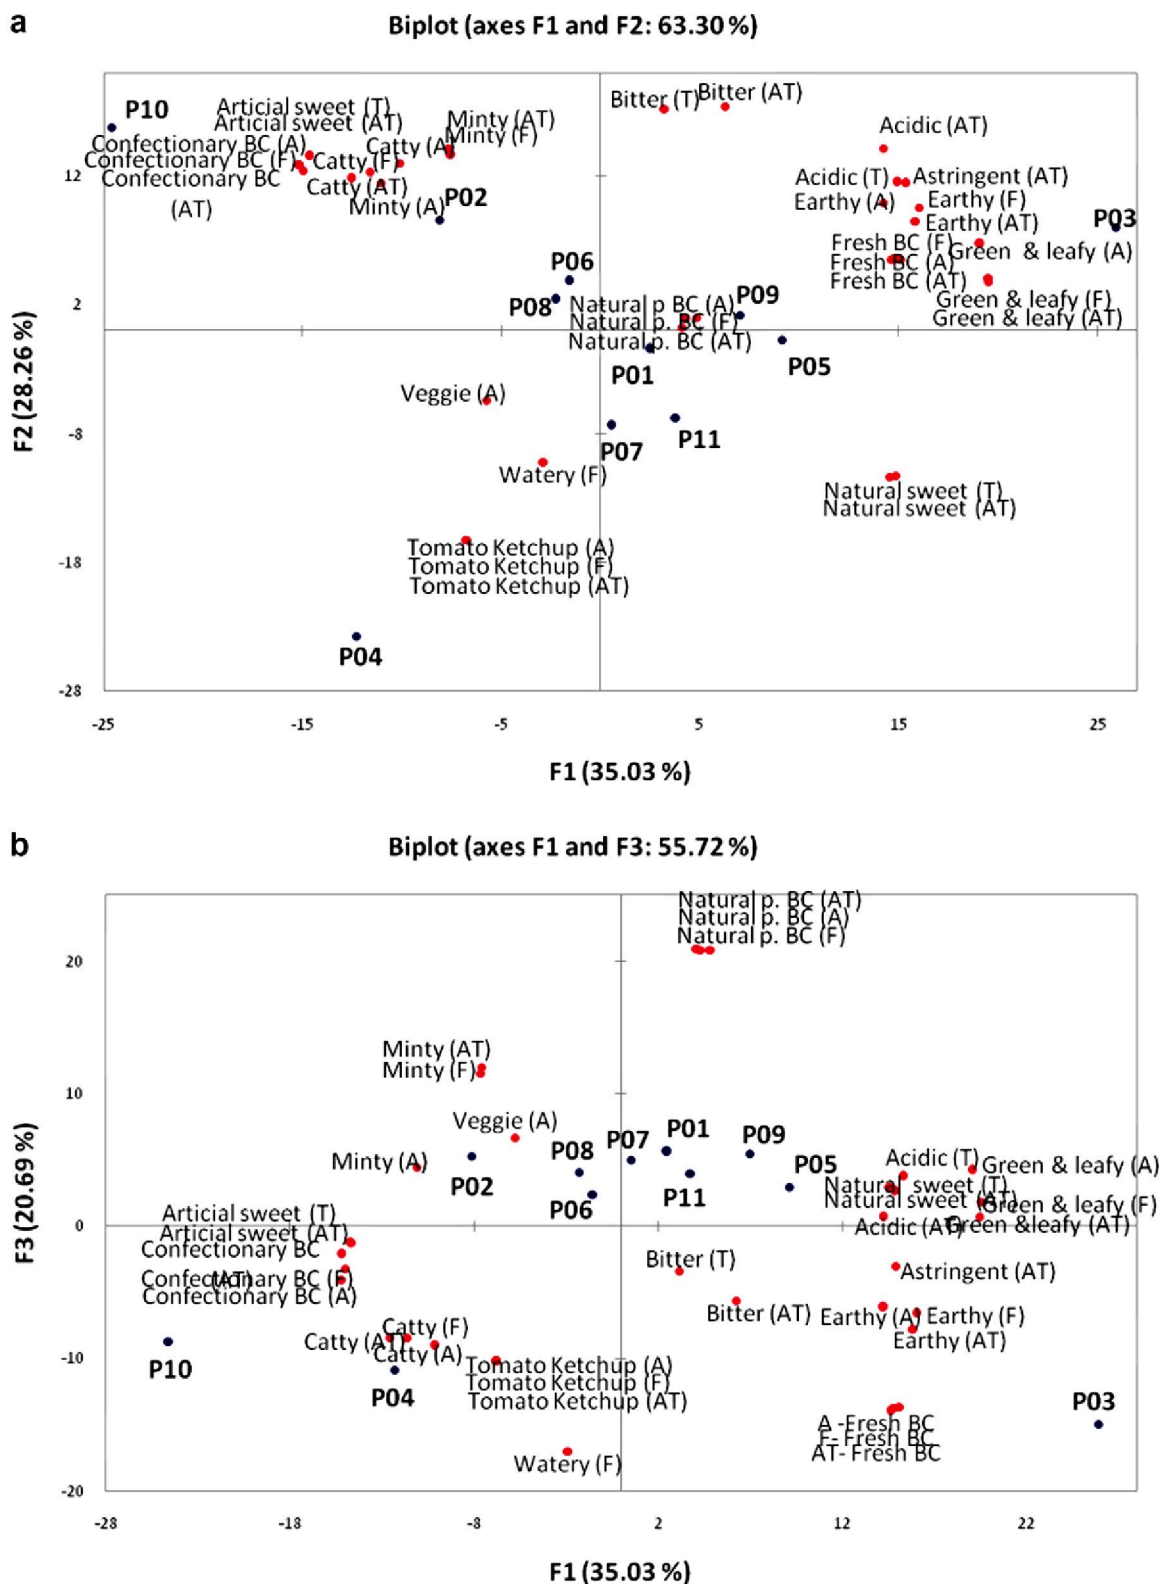 a
Biplot (axes F1 and F2: 63.30 %)
P10
Articial sweet (T)
Articial sweet (AT)
Confectionary BC (A)
Confectionary BC (F)
Confectionary BC
(AT)
Catty (A)
Catty (F)
Catty (AT)
Minty (AT)
Minty (F)
Minty (A)
P02
Bitter (T)
Bitter (AT)
Acidic (AT)
Acidic (T)
Astringent (AT)
Earthy (A)
Earthy (F)
Earthy (AT)
P03
Fresh BC (F)
Fresh BC (A)
Fresh BC (AT)
Green & leafy (A)
Green & leafy (F)
Green & leafy (AT)
P06
P08
Natural p BC (A)
Natural p. BC (F)
Natural p. BC (AT)
P09
P01
P05
Veggie (A)
P07
P11
Watery (F)
Natural sweet (T)
Natural sweet (AT)
Tomato Ketchup (A)
Tomato Ketchup (F)
Tomato Ketchup (AT)
P04
12
2
-8
-18
-28
F2 (28.26 %)
-25
-15
-5
5
15
25
F1 (35.03 %)
b
Biplot (axes F1 and F3: 55.72 %)
Natural p. BC (AT)
Natural p. BC (A)
Natural p. BC (F)
Minty (AT)
Minty (F)
Veggie (A)
Minty (A)
P02
P08
P06
P07
P01
P11
P09
P05
Acidic (T)
Green & leafy (A)
Natural sweet (T)
Natural sweet (AT)
Green & leafy (F)
Acidic (AT)
Green &leafy (AT)
Articial sweet (T)
Articial sweet (AT)
Confectionary BC
(AT)
Confectionary BC (F)
Confectionary BC (A)
Bitter (T)
Bitter (AT)
Astringent (AT)
Earthy (A)
Earthy (F)
Earthy (AT)
P10
Catty (F)
Catty (AT)
Catty (A)
P04
Tomato Ketchup (A)
Tomato Ketchup (F)
Tomato Ketchup (AT)
Watery (F)
P03
A -Fresh BC
F- Fresh BC
AT- Fresh BC
20
10
0
-10
-20
F3 (20.69 %)
-28
-18
-8
2
12
22
F1 (35.03 %)